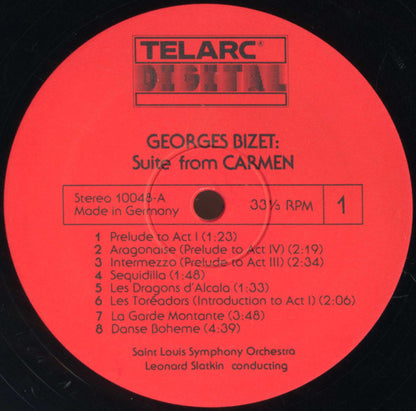 TELARC®
DIGITAL
GEORGES BIZET:
Suite from CARMEN
Stereo 10048-A
Made in Germany
33⅓ RPM
1
1 Prelude to Act I (1:23)
2 Aragonaise (Prelude to Act IV) (2:19)
3 Intermezzo (Prelude to Act III) (2:34)
4 Sequidilla (1:48)
5 Les Dragons d'Alcala (1:33)
6 Les Toréadors (Introduction to Act I) (2:06)
7 La Garde Montante (3:48)
8 Danse Boheme (4:39)
Saint Louis Symphony Orchestra
Leonard Slatkin conducting